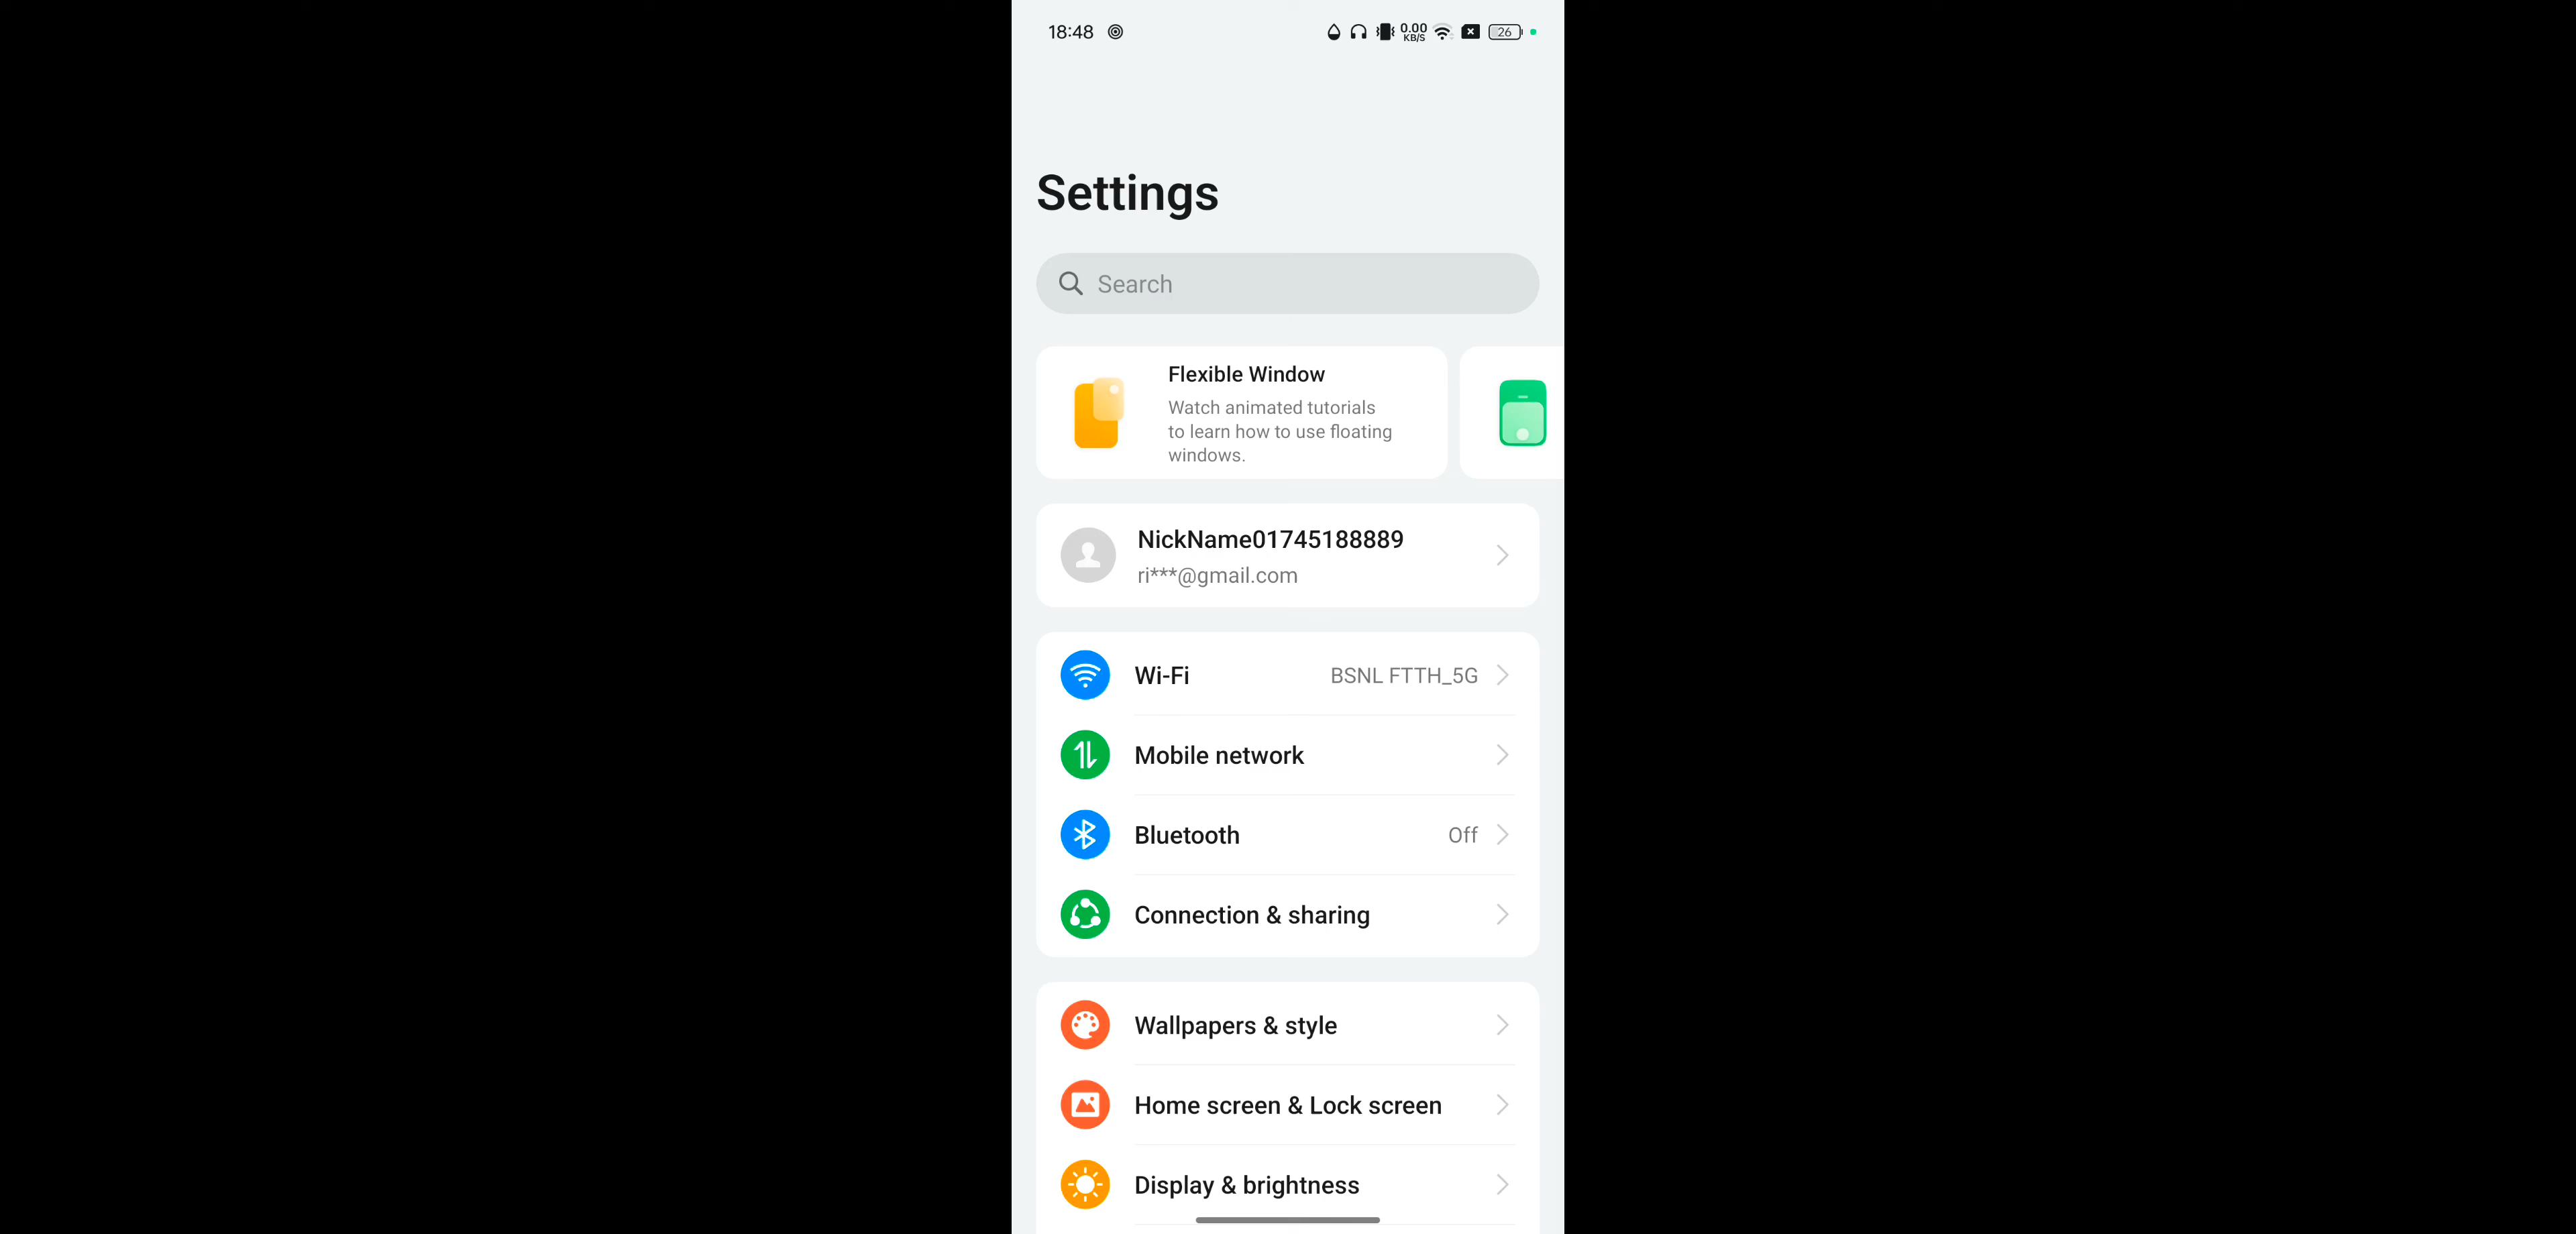 18:48 0.00 KB/S 26
Settings
Search
Flexible Window
Watch animated tutorials
to learn how to use floating
windows.
NickName01745188889
ri***@gmail.com
Wi-Fi BSNL FTTH_5G
Mobile network
Bluetooth Off
Connection & sharing
Wallpapers & style
Home screen & Lock screen
Display & brightness